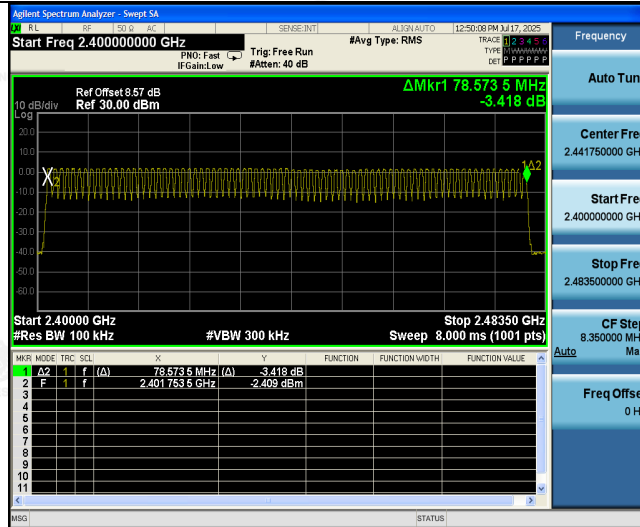 Agilent Spectrum Analyzer - Swept SA
RL RF 50 Ω AC SENSE:INT ALIGN AUTO 12:50:08 PM Jul 17, 2025
Start Freq 2.400000000 GHz
PNO: Fast
IFGain:Low
Trig: Free Run
#Atten: 40 dB
#Avg Type: RMS
TRACE 1 2 3 4 5 6
TYPE
DET P P P P P P
Ref Offset 8.57 dB
10 dB/div Ref 30.00 dBm
Log
ΔMkr1 78.573 5 MHz
-3.418 dB
20.0
10.0
0.00
-10.0
-20.0
-30.0
-40.0
-50.0
-60.0
X2
1Δ2
Start 2.40000 GHz Stop 2.48350 GHz
#Res BW 100 kHz #VBW 300 kHz Sweep 8.000 ms (1001 pts)
MKR MODE TRC SCL X Y FUNCTION FUNCTION WIDTH FUNCTION VALUE
1 Δ2 1 f (Δ) 78.573 5 MHz (Δ) -3.418 dB
2 F 1 f 2.401 753 5 GHz -2.409 dBm
3
4
5
6
7
8
9
10
11
MSG STATUS
Frequency
Auto Tun
Center Fre
2.441750000 GH
Start Fre
2.400000000 GH
Stop Fre
2.483500000 GH
CF Ste
8.350000 MH
Auto Ma
Freq Offse
0 H